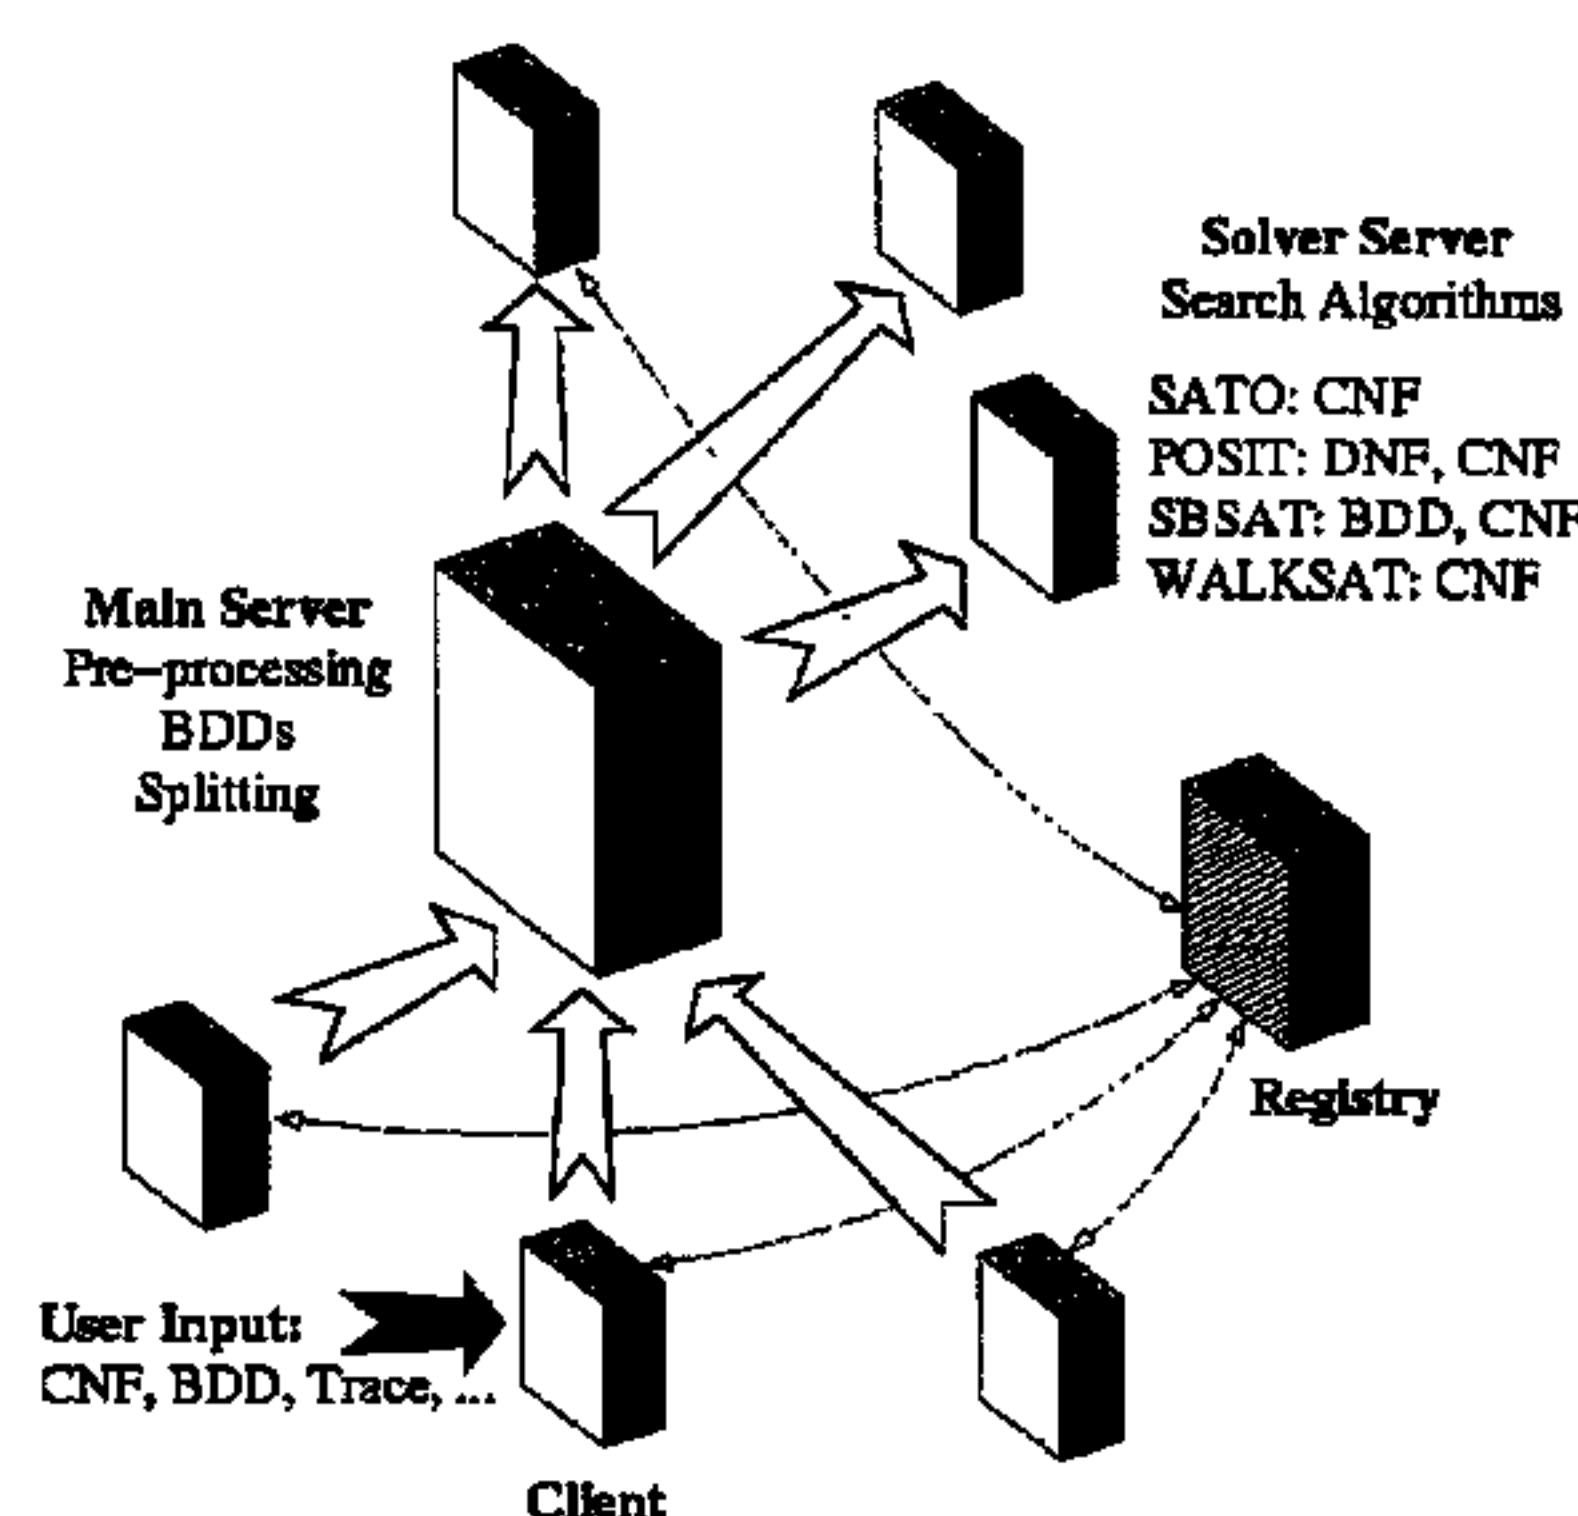 Solver Server
Search Algorithms
SATO: CNF
POSIT: DNF, CNF
SBSAT: BDD, CNF
WALKSAT: CNF
Main Server
Pre-processing
BDDs
Splitting
Registry
User Input:
CNF, BDD, Trace, ...
Client